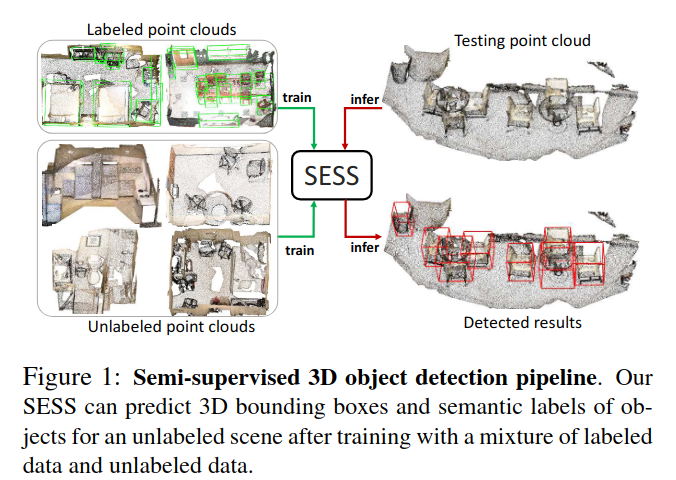 Labeled point clouds
Testing point cloud
train
infer
SESS
train
infer
Unlabeled point clouds
Detected results
Figure 1: Semi-supervised 3D object detection pipeline. Our
SESS can predict 3D bounding boxes and semantic labels of ob-
jects for an unlabeled scene after training with a mixture of labeled
data and unlabeled data.